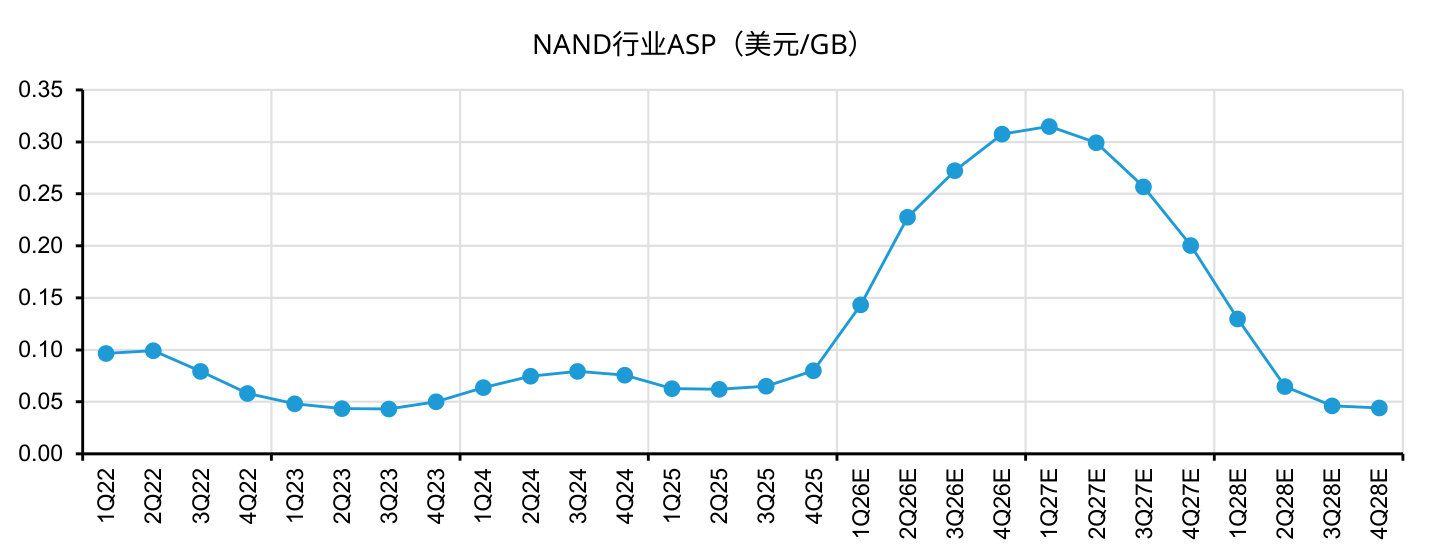 NAND行业ASP（美元/GB）
0.35
0.30
0.25
0.20
0.15
0.10
0.05
0.00
1Q22
2Q22
3Q22
4Q22
1Q23
2Q23
3Q23
4Q23
1Q24
2Q24
3Q24
4Q24
1Q25
2Q25
3Q25
4Q25
1Q26E
2Q26E
3Q26E
4Q26E
1Q27E
2Q27E
3Q27E
4Q27E
1Q28E
2Q28E
3Q28E
4Q28E